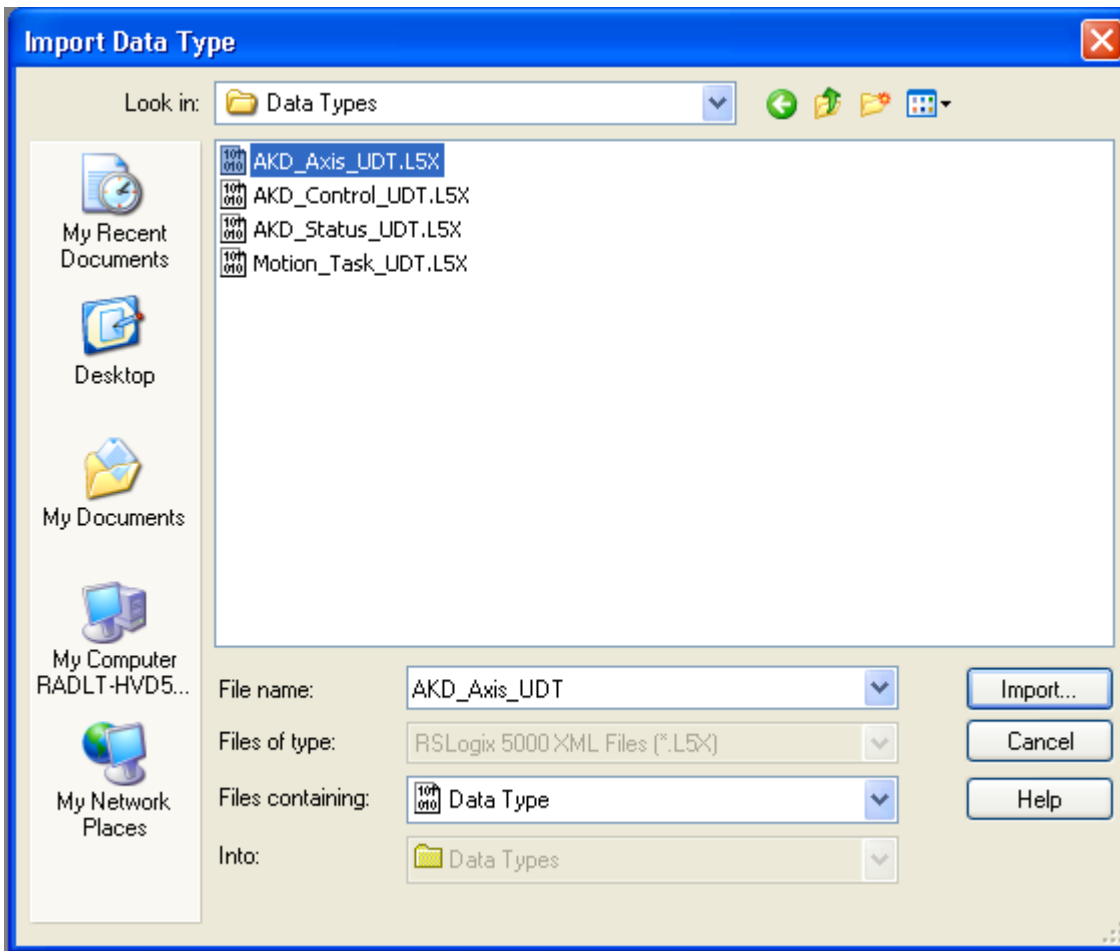 Import Data Type
Look in:
Data Types
My Recent
Documents
Desktop
My Documents
My Computer
RADLT-HVD5...
My Network
Places
AKD_Axis_UDT.L5X
AKD_Control_UDT.L5X
AKD_Status_UDT.L5X
Motion_Task_UDT.L5X
File name:
AKD_Axis_UDT
Import...
Files of type:
RSLogix 5000 XML Files (*.L5X)
Cancel
Files containing:
Data Type
Help
Into:
Data Types